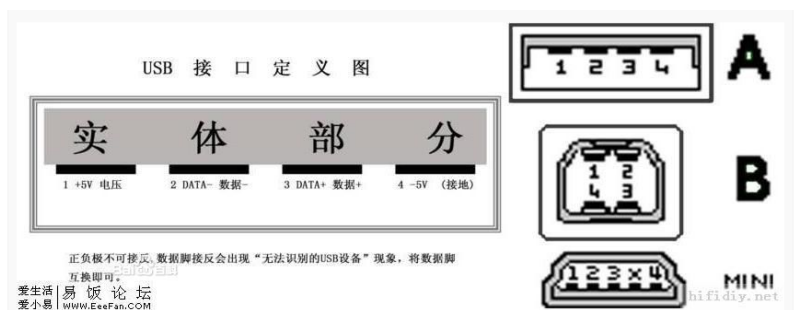 USB 接 口 定 义 图
实 体 部 分
1 +5V 电压 2 DATA- 数据- 3 DATA+ 数据+ 4 -5V (接地)
正负极不可接反,数据脚接反会出现“无法识别的USB设备”现象，将数据脚
互换即可。
爱生活 易 饭 论 坛
爱小易 WWW.EeeFan.COM
1 2 3 4
A
1 2
4 3
B
1 2 3 x 4
MINI
hifidiy.net